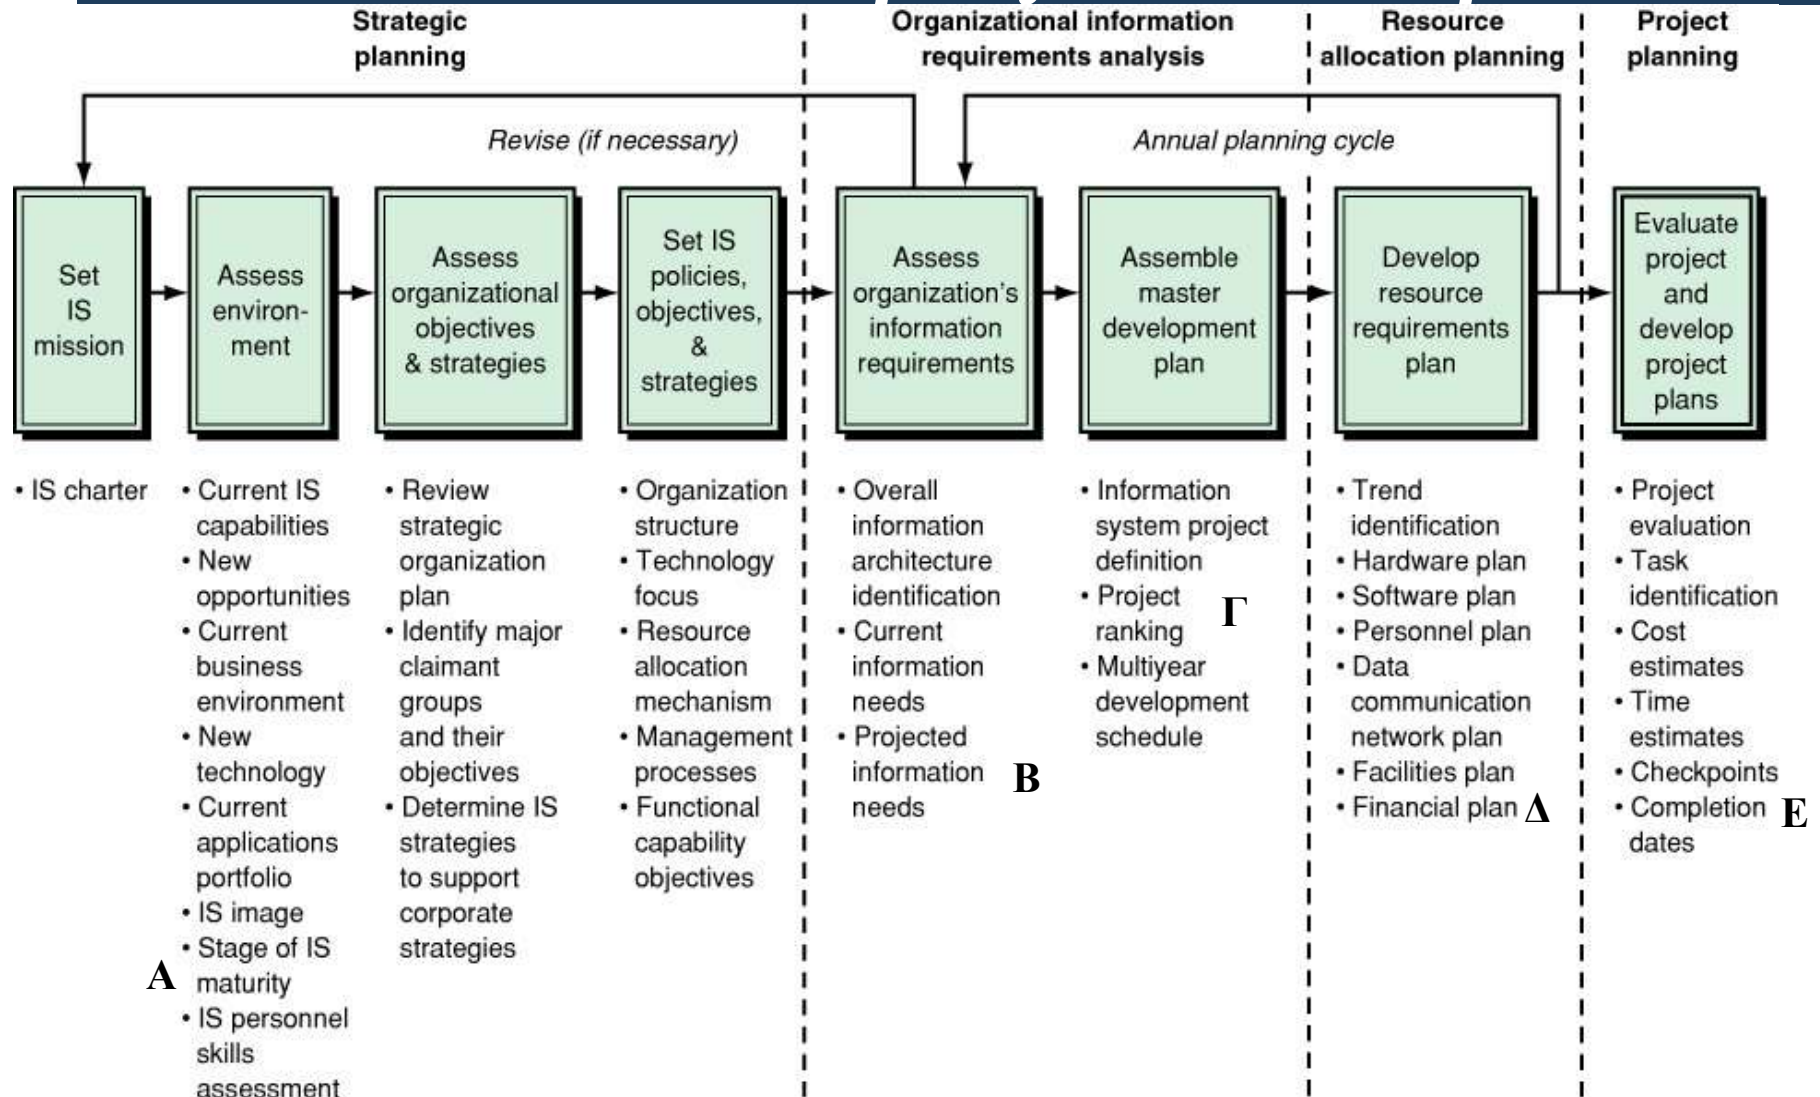 Strategic
planning
Organizational information
requirements analysis
Resource
allocation planning
Project
planning
Revise (if necessary)
Annual planning cycle
Set
IS
mission
Assess
environ-
ment
Assess
organizational
objectives
& strategies
Set IS
policies,
objectives,
&
strategies
Assess
organization's
information
requirements
Assemble
master
development
plan
Develop
resource
requirements
plan
Evaluate
project
and
develop
project
plans
• IS charter
• Current IS
capabilities
• New
opportunities
• Current
business
environment
• New
technology
• Current
applications
portfolio
• IS image
• Stage of IS
maturity
• IS personnel
skills
assessment
Α
• Review
strategic
organization
plan
• Identify major
claimant
groups
and their
objectives
• Determine IS
strategies
to support
corporate
strategies
• Organization
structure
• Technology
focus
• Resource
allocation
mechanism
• Management
processes
• Functional
capability
objectives
• Overall
information
architecture
identification
• Current
information
needs
• Projected
information
needs
Β
• Information
system project
definition
• Project
ranking
• Multiyear
development
schedule
Γ
• Trend
identification
• Hardware plan
• Software plan
• Personnel plan
• Data
communication
network plan
• Facilities plan
• Financial plan Δ
• Project
evaluation
• Task
identification
• Cost
estimates
• Time
estimates
• Checkpoints
• Completion
dates
Ε